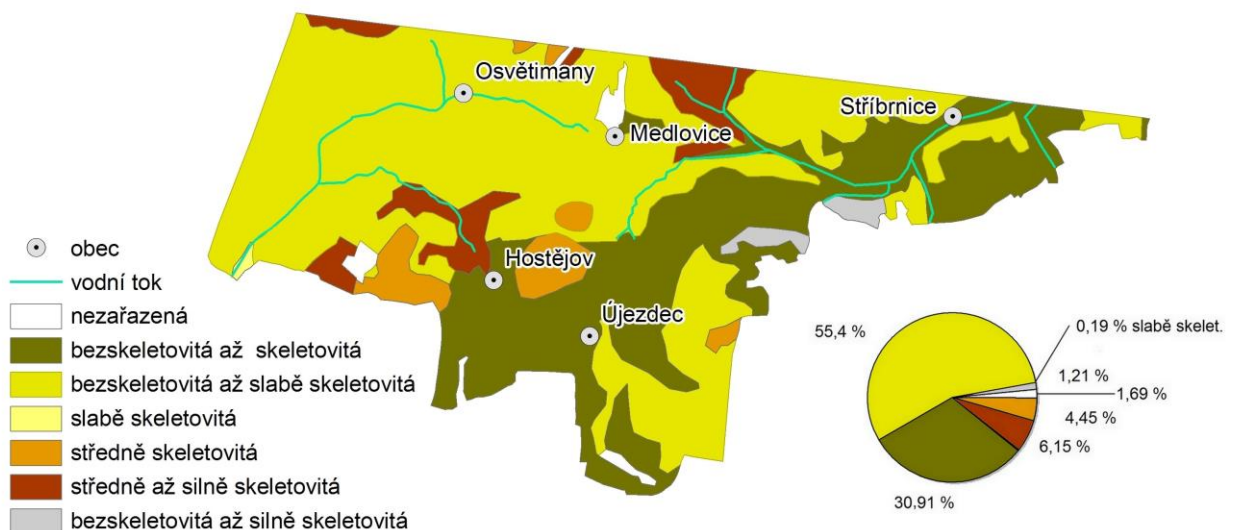 Osvětimany
Stříbrnice
Medlovice
Hostějov
Újezdec
obec
vodní tok
nezařazená
bezskeletovitá až skeletovitá
bezskeletovitá až slabě skeletovitá
slabě skeletovitá
středně skeletovitá
středně až silně skeletovitá
bezskeletovitá až silně skeletovitá
55,4 %
0,19 % slabě skelet.
1,21 %
1,69 %
4,45 %
6,15 %
30,91 %